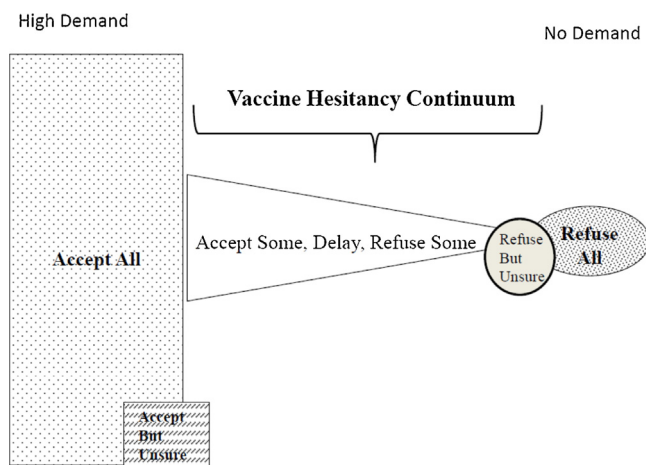 High Demand
No Demand
Vaccine Hesitancy Continuum
Accept All
Accept Some, Delay, Refuse Some
Refuse
But
Unsure
Refuse
All
Accept
But
Unsure